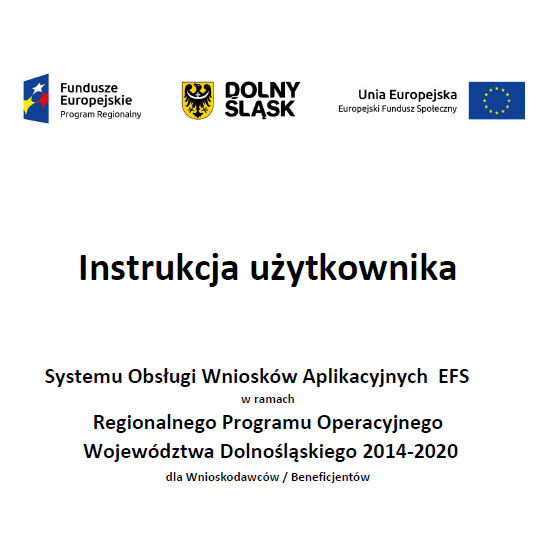 Fundusze
Europejskie
Program Regionalny
DOLNY
ŚLĄSK
Unia Europejska
Europejski Fundusz Społeczny
Instrukcja użytkownika
Systemu Obsługi Wniosków Aplikacyjnych EFS
w ramach
Regionalnego Programu Operacyjnego
Województwa Dolnośląskiego 2014-2020
dla Wnioskodawców / Beneficjentów